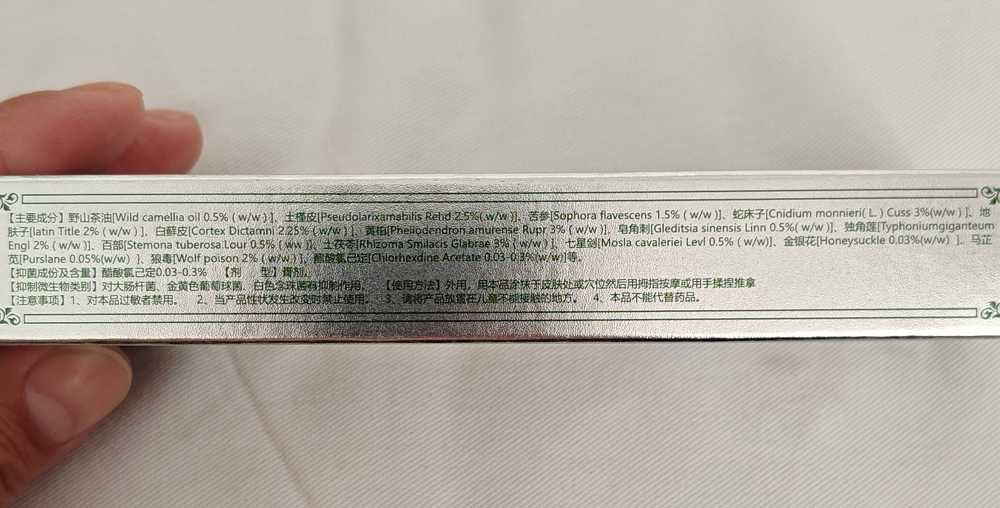 【主要成分】野山茶油[Wild camellia oil 0.5% ( w/w ) ]、土槿皮[Pseudolarixamabilis Rehd 2.5%(w/w )]、苦参[Sophora flavescens 1.5% ( w/w )]、蛇床子[Cnidium monnieri( L. ) Cuss 3%(w/w )]、地
肤子[latin Title 2% ( w/w ) ]、白藓皮[Cortex Dictamni 2.25% ( w/w ) ]、黄柏[Pheiiodendron amurense Rupr 3% ( w/w )]、皂角刺[Gleditsia sinensis Linn 0.5%(w/w )]、独角莲[Typhoniumgiganteum
Engl 2% ( w/w )]、百部[Stemona tuberosa.Lour 0.5% (ww )]、土茯苓[Rhizoma Smilacis Glabrae 3%( w/w )]、七星剑[Mosla cavaleriei Levl 0.5% (w/w)]、金银花[Honeysuckle 0.03%(w/w ) ]、马芷
苋[Purslane 0.05%(w/w) ]、狼毒[Wolf poison 2% ( w/w ) ]、醋酸氯己定[Chlorhexdine Acetate 0.03-0.3%(w/w)]等。
【抑菌成份及含量】醋酸氯己定0.03-0.3% 【剂 型】膏剂。
【抑制微生物类别】对大肠杆菌、金黄色葡萄球菌、白色念珠菌有抑制作用。 【使用方法】外用，用本品涂抹于皮肤处或穴位然后用拇指按摩或用手揉捏推拿
【注意事项】1、对本品过敏者禁用。 2、当产品性状发生改变时禁止使用。 3、请将产品放置在儿童不能接触的地方。 4、本品不能代替药品。